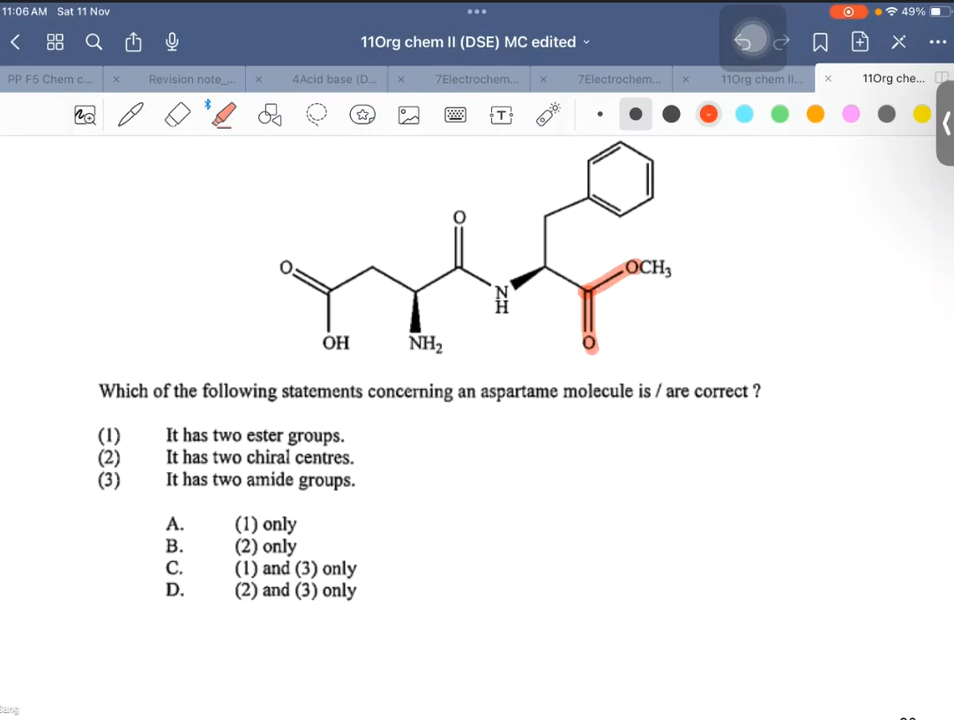 11:06 AM Sat 11 Nov
49%
11Org chem II (DSE) MC edited
PP F5 Chem c...
Revision note_...
4Acid base (D...
7Electrochem...
7Electrochem...
11Org chem II...
11Org che...
T
O
OH
NH2
O
N
H
OCH3
O
Which of the following statements concerning an aspartame molecule is / are correct ?
(1) It has two ester groups.
(2) It has two chiral centres.
(3) It has two amide groups.
A. (1) only
B. (2) only
C. (1) and (3) only
D. (2) and (3) only